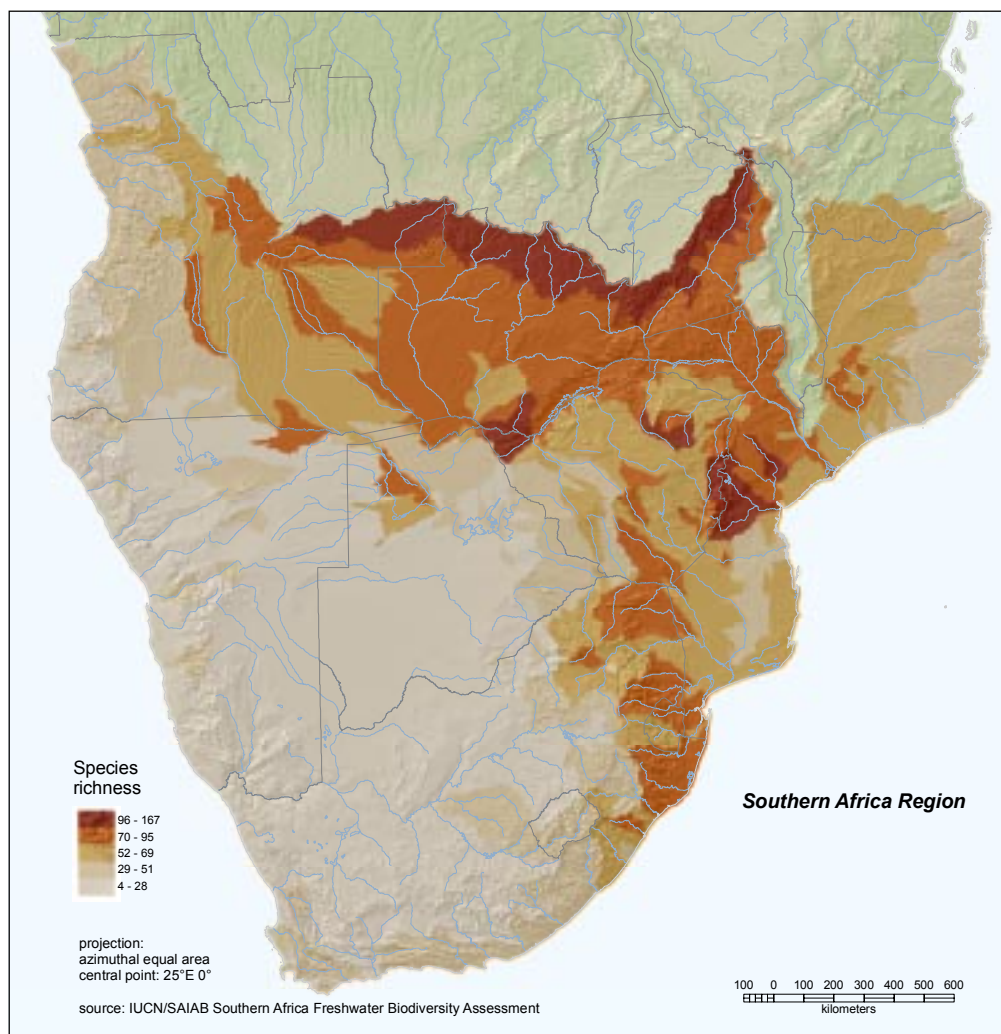 Southern Africa Region
Species
richness
96 - 167
70 - 95
52 - 69
29 - 51
4 - 28
projection:
azimuthal equal area
central point: 25°E 0°
source: IUCN/SAIAB Southern Africa Freshwater Biodiversity Assessment
100 0 100 200 300 400 500 600
kilometers